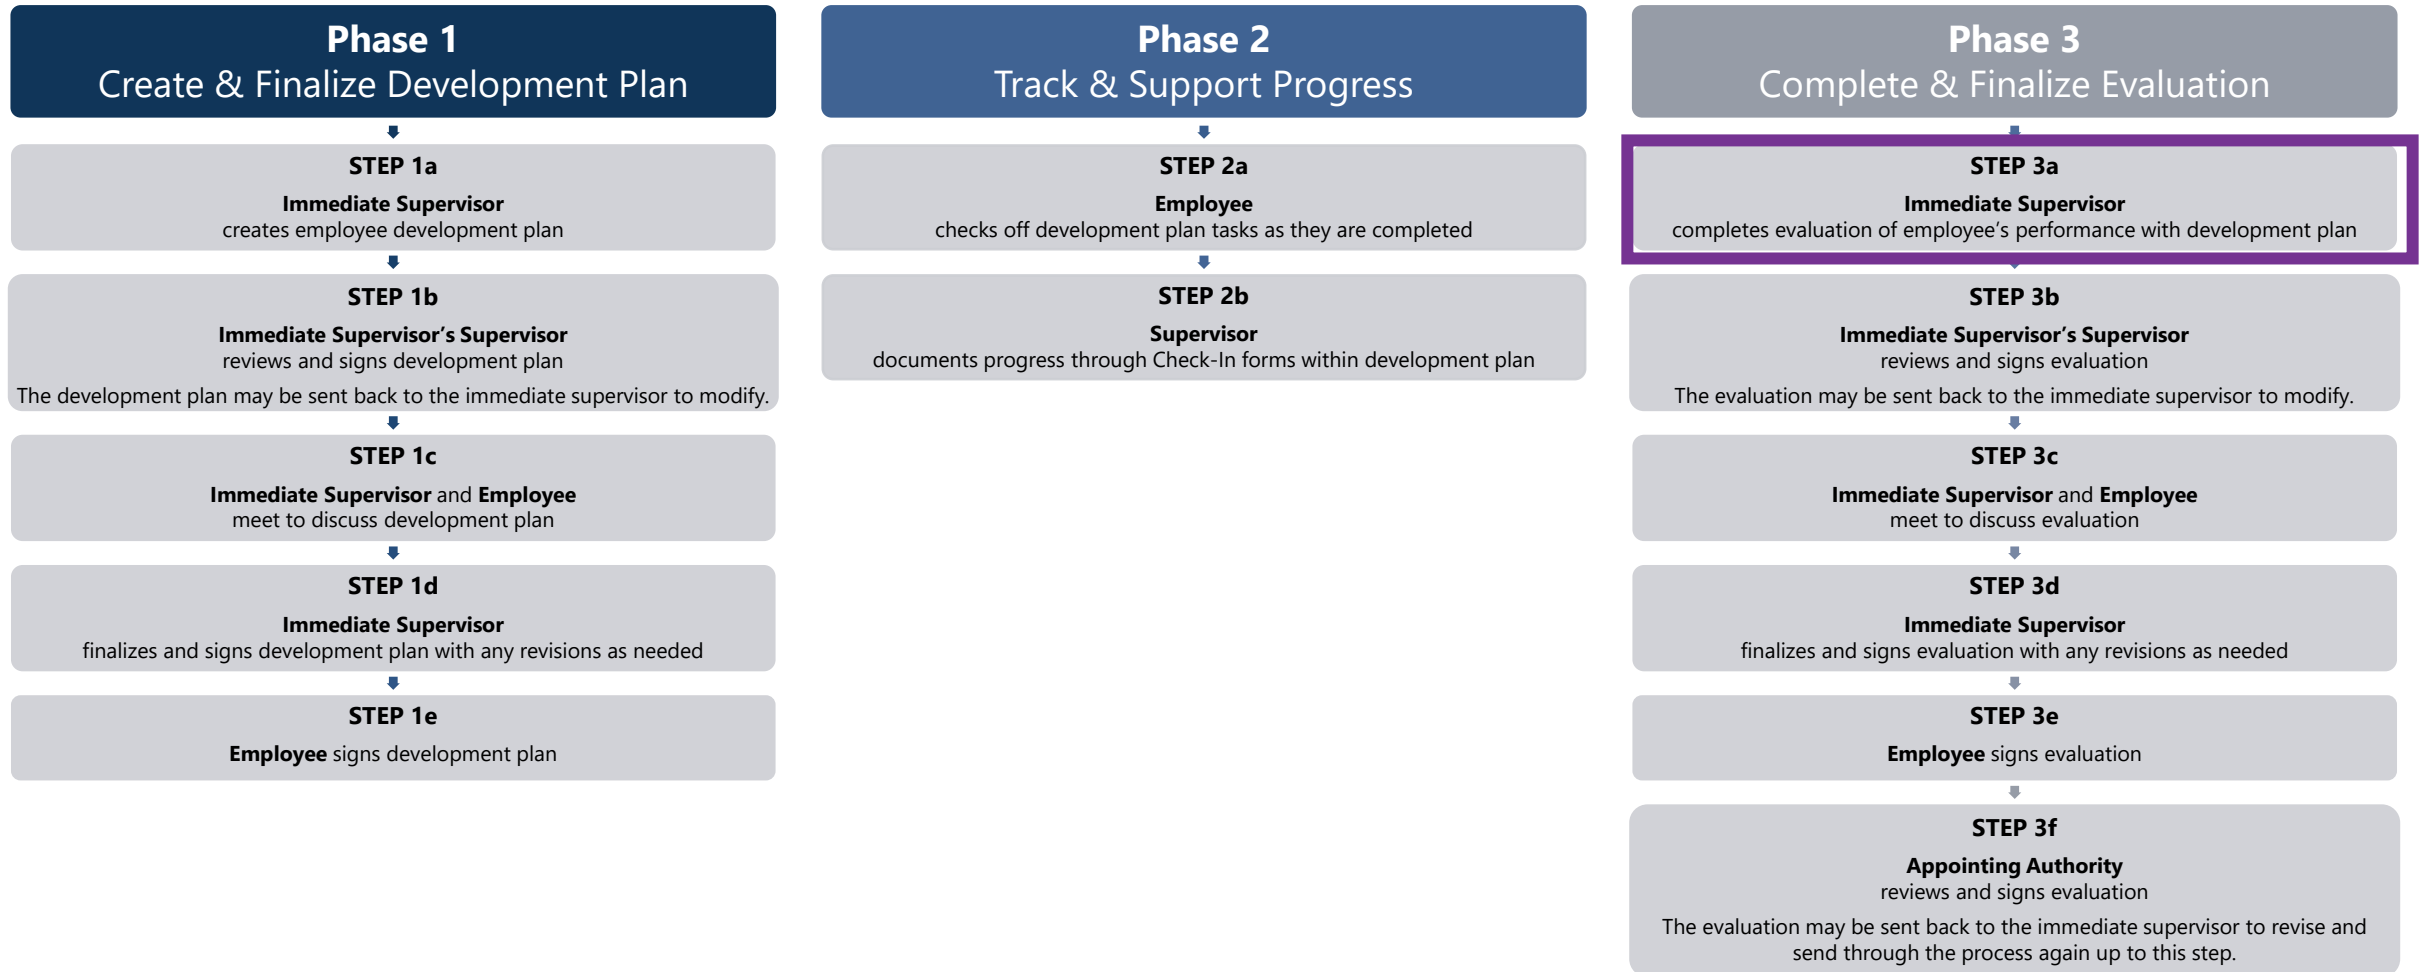 Phase 1
Create & Finalize Development Plan
STEP 1a
Immediate Supervisor
creates employee development plan
STEP 1b
Immediate Supervisor’s Supervisor
reviews and signs development plan
The development plan may be sent back to the immediate supervisor to modify.
STEP 1c
Immediate Supervisor and Employee
meet to discuss development plan
STEP 1d
Immediate Supervisor
finalizes and signs development plan with any revisions as needed
STEP 1e
Employee signs development plan
Phase 2
Track & Support Progress
STEP 2a
Employee
checks off development plan tasks as they are completed
STEP 2b
Supervisor
documents progress through Check-In forms within development plan
Phase 3
Complete & Finalize Evaluation
STEP 3a
Immediate Supervisor
completes evaluation of employee’s performance with development plan
STEP 3b
Immediate Supervisor’s Supervisor
reviews and signs evaluation
The evaluation may be sent back to the immediate supervisor to modify.
STEP 3c
Immediate Supervisor and Employee
meet to discuss evaluation
STEP 3d
Immediate Supervisor
finalizes and signs evaluation with any revisions as needed
STEP 3e
Employee signs evaluation
STEP 3f
Appointing Authority
reviews and signs evaluation
The evaluation may be sent back to the immediate supervisor to revise and
send through the process again up to this step.